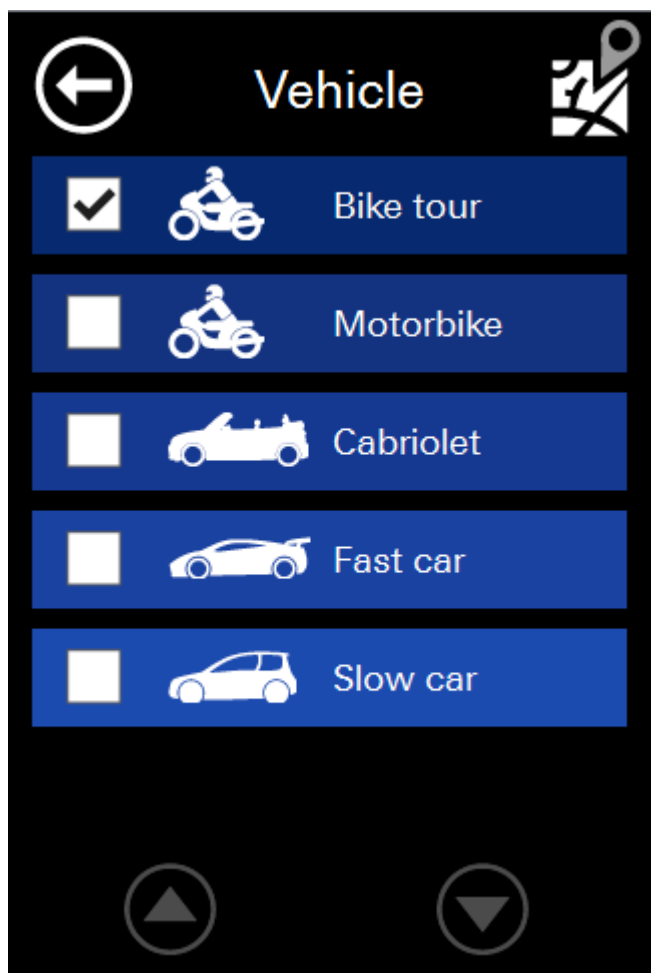 Vehicle
Bike tour
Motorbike
Cabriolet
Fast car
Slow car